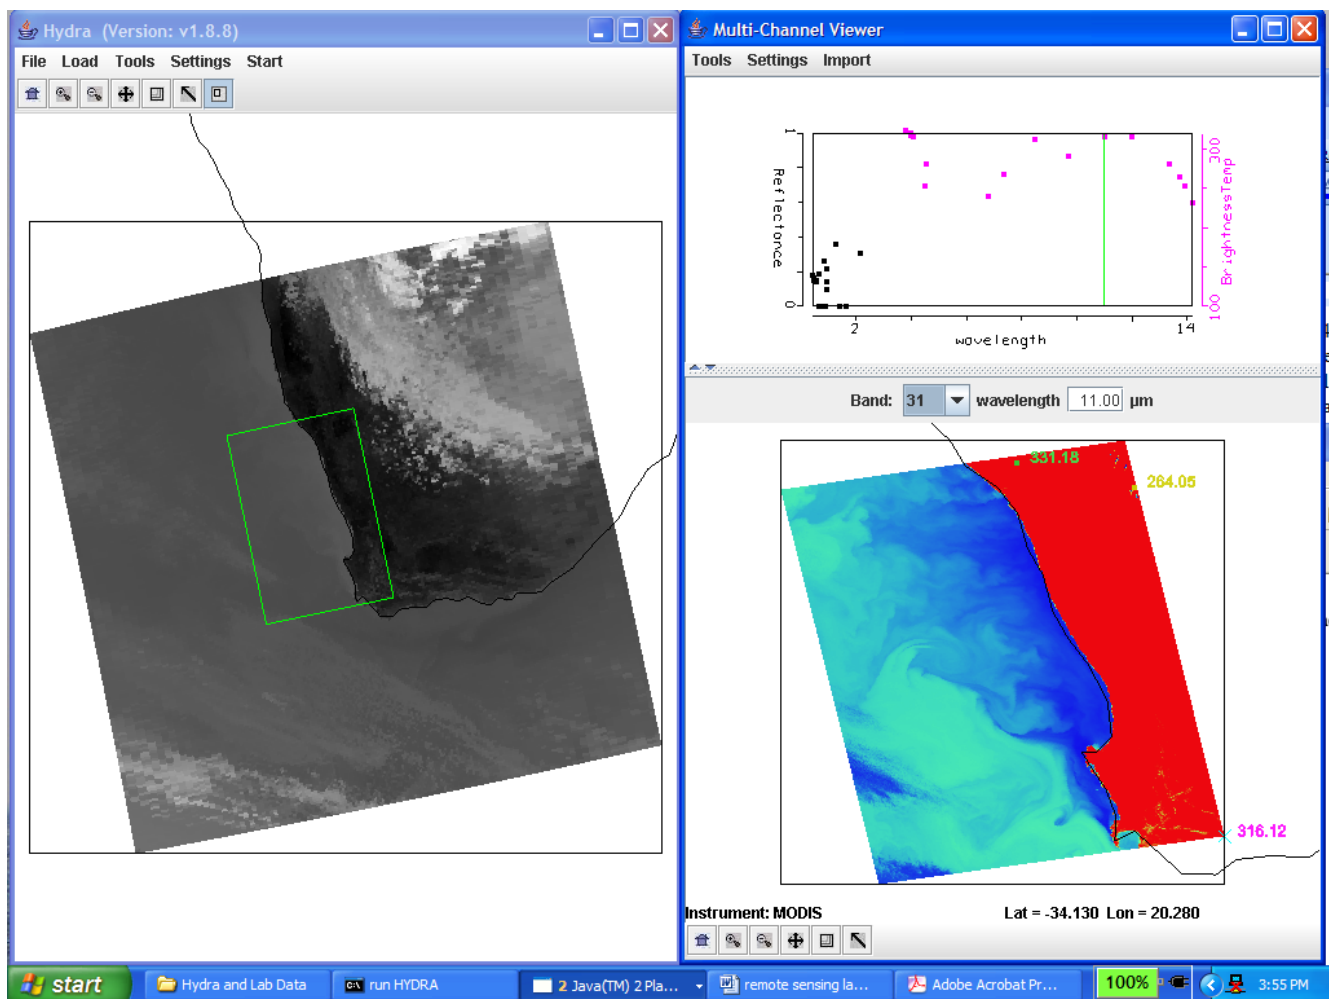 Hydra (Version: v1.8.8)
File Load Tools Settings Start
Multi-Channel Viewer
Tools Settings Import
1
0
Reflectance
300
100
BrightnessTemp
2
14
wavelength
Band: 31 wavelength 11.00 µm
331.18
264.05
316.12
Instrument: MODIS
Lat = -34.130 Lon = 20.280
start
Hydra and Lab Data
run HYDRA
2 Java(TM) 2 Pla...
remote sensing la...
Adobe Acrobat Pr...
100%
3:55 PM